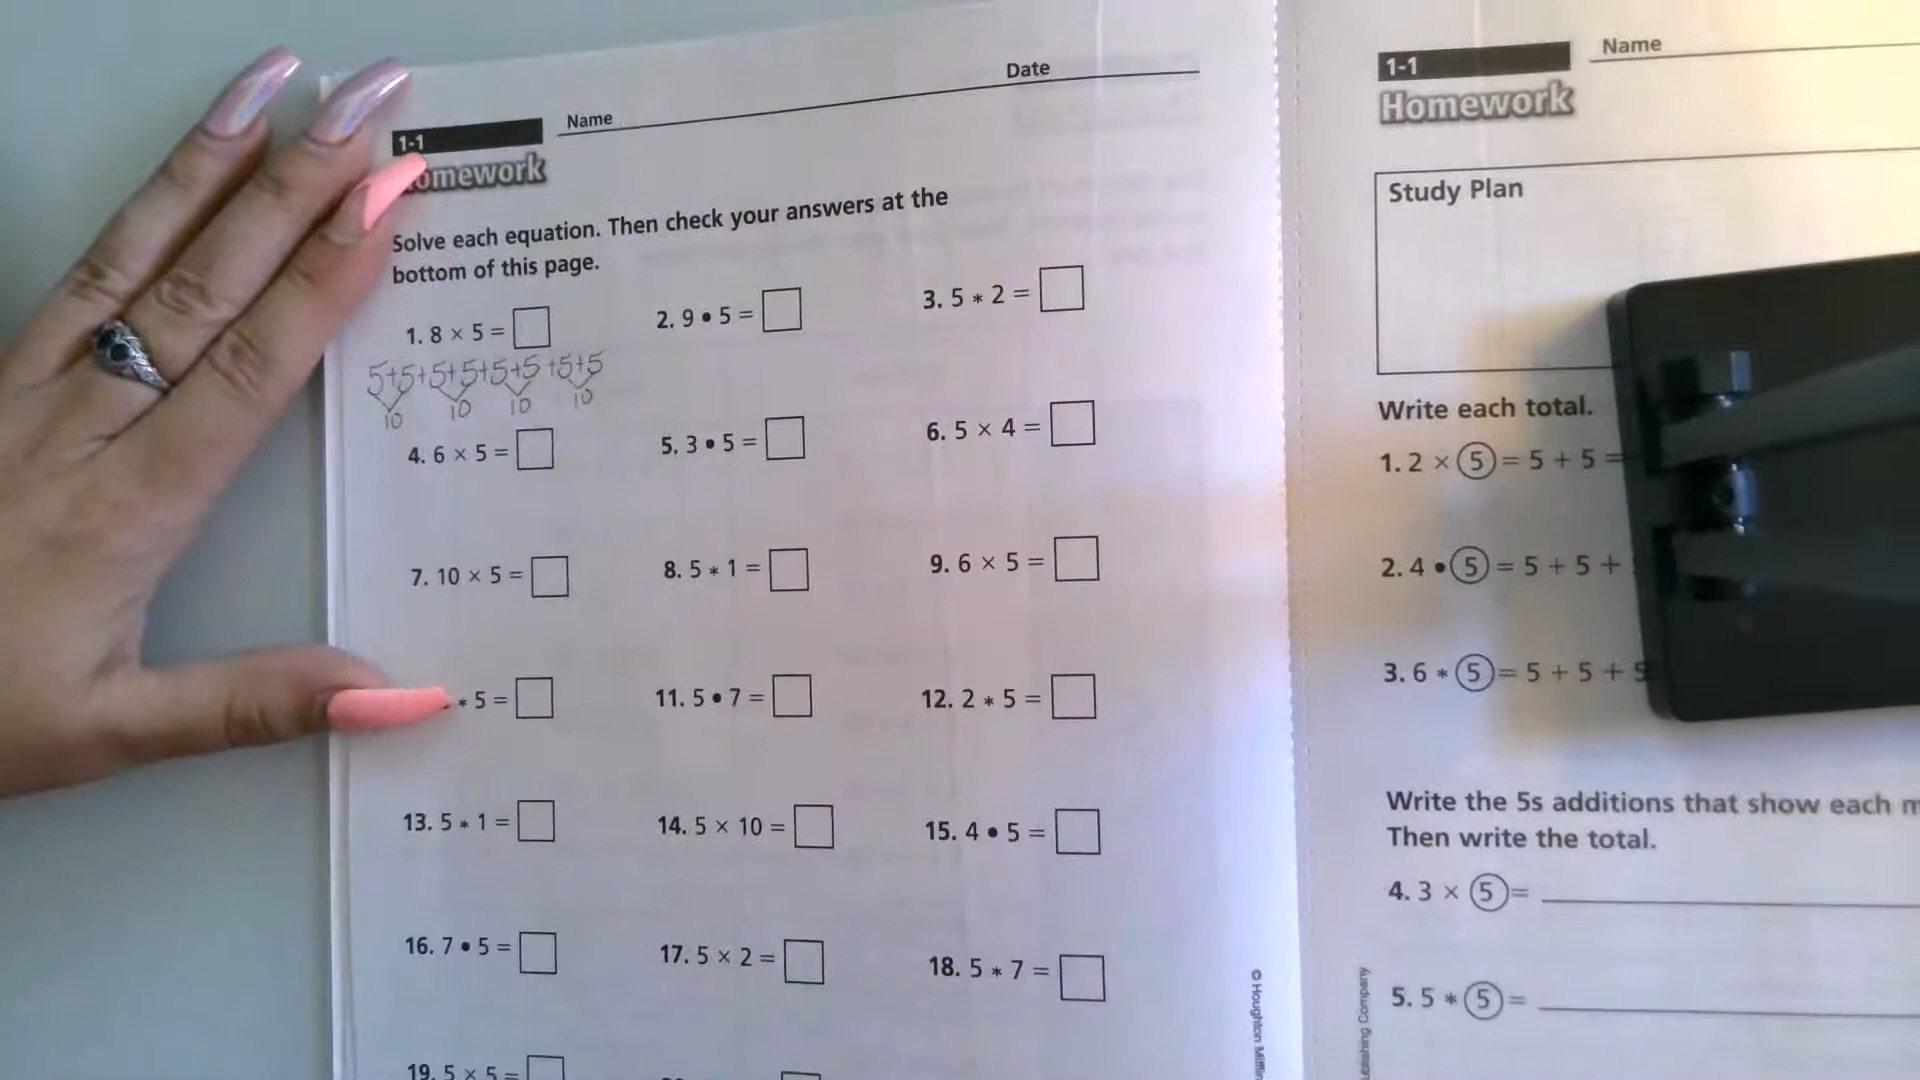 1-1 Name Date
omework
Solve each equation. Then check your answers at the
bottom of this page.
1. 8 × 5 = 2. 9 • 5 = 3. 5 * 2 =
5+5+5+5+5+5+5+5
10 10 10 10
4. 6 × 5 = 5. 3 • 5 = 6. 5 × 4 =
7. 10 × 5 = 8. 5 * 1 = 9. 6 × 5 =
* 5 = 11. 5 • 7 = 12. 2 * 5 =
13. 5 * 1 = 14. 5 × 10 = 15. 4 • 5 =
16. 7 • 5 = 17. 5 × 2 = 18. 5 * 7 =
19. 5 × 5 =
© Houghton Mifflin
1-1 Name
Homework
Study Plan
Write each total.
1. 2 × 5 = 5 + 5 =
2. 4 • 5 = 5 + 5 +
3. 6 * 5 = 5 + 5 + 5
Write the 5s additions that show each
Then write the total.
4. 3 × 5 =
5. 5 * 5 =
Company